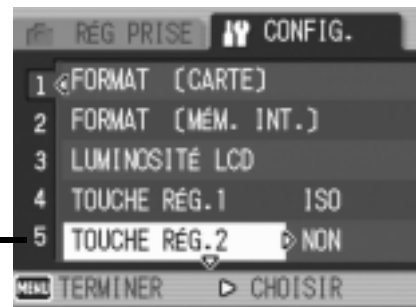 RÉG PRISE CONFIG.
1 FORMAT (CARTE)
2 FORMAT (MÉM. INT.)
3 LUMINOSITÉ LCD
4 TOUCHE RÉG.1 ISO
5 TOUCHE RÉG.2 NON
MENU TERMINER CHOISIR